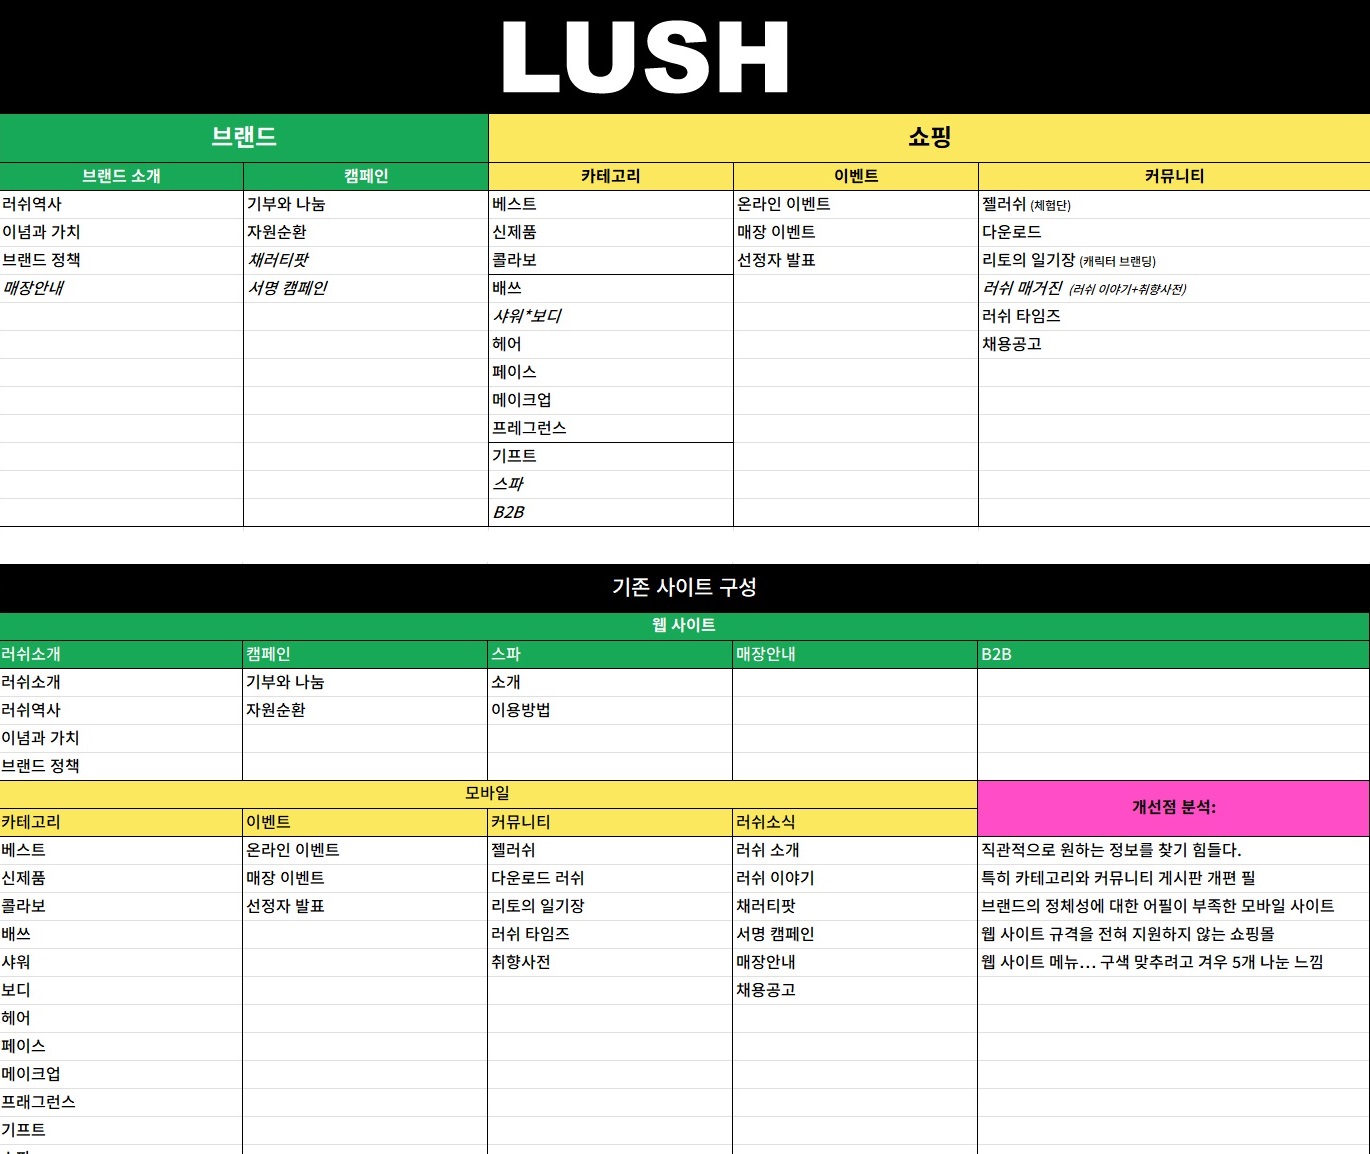 LUSH
브랜드 쇼핑
브랜드 소개 캠페인 카테고리 이벤트 커뮤니티
러쉬역사 기부와 나눔 베스트 온라인 이벤트 젤러쉬 (체험단)
이념과 가치 자원순환 신제품 매장 이벤트 다운로드
브랜드 정책 채러티팟 콜라보 선정자 발표 리토의 일기장 (캐릭터 브랜딩)
매장안내 서명 캠페인 배쓰 러쉬 매거진 (러쉬 이야기+취향사전)
샤워*보디 러쉬 타임즈
헤어 채용공고
페이스
메이크업
프레그런스
기프트
스파
B2B
기존 사이트 구성
웹 사이트
러쉬소개 캠페인 스파 매장안내 B2B
러쉬소개 기부와 나눔 소개
러쉬역사 자원순환 이용방법
이념과 가치
브랜드 정책
모바일 개선점 분석:
카테고리 이벤트 커뮤니티 러쉬소식
베스트 온라인 이벤트 젤러쉬 러쉬 소개 직관적으로 원하는 정보를 찾기 힘들다.
신제품 매장 이벤트 다운로드 러쉬 러쉬 이야기 특히 카테고리와 커뮤니티 게시판 개편 필
콜라보 선정자 발표 리토의 일기장 채러티팟 브랜드의 정체성에 대한 어필이 부족한 모바일 사이트
배쓰 러쉬 타임즈 서명 캠페인 웹 사이트 규격을 전혀 지원하지 않는 쇼핑몰
샤워 취향사전 매장안내 웹 사이트 메뉴... 구색 맞추려고 겨우 5개 나눈 느낌
보디 채용공고
헤어
페이스
메이크업
프래그런스
기프트